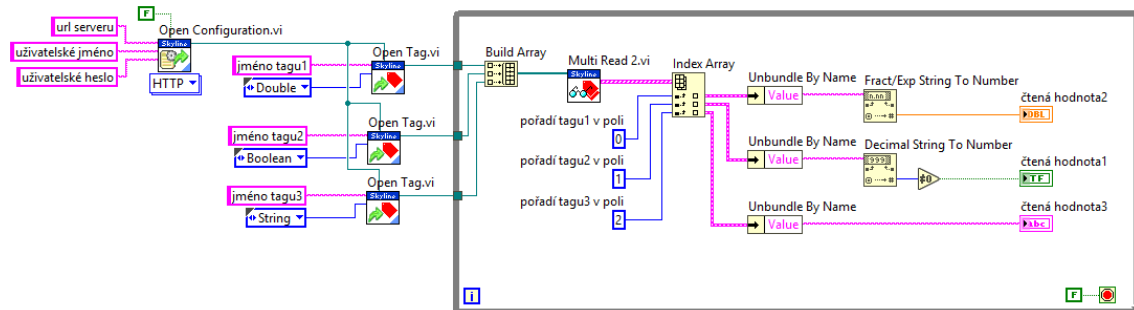 F
Open Configuration.vi
url serveru
uživatelské jméno
uživatelské heslo
Skyline
HTTP
Open Tag.vi
jméno tagu1
Skyline
Double
Open Tag.vi
jméno tagu2
Skyline
Boolean
Open Tag.vi
jméno tagu3
Skyline
String
Build Array
Multi Read 2.vi
Skyline
Index Array
pořadí tagu1 v poli
0
pořadí tagu2 v poli
1
pořadí tagu3 v poli
2
Unbundle By Name
Value
Fract/Exp String To Number
n.nn
#
čtená hodnota2
DBL
Unbundle By Name
Value
Decimal String To Number
999
#
≠0
čtená hodnota1
TF
Unbundle By Name
Value
čtená hodnota3
abc
i
F